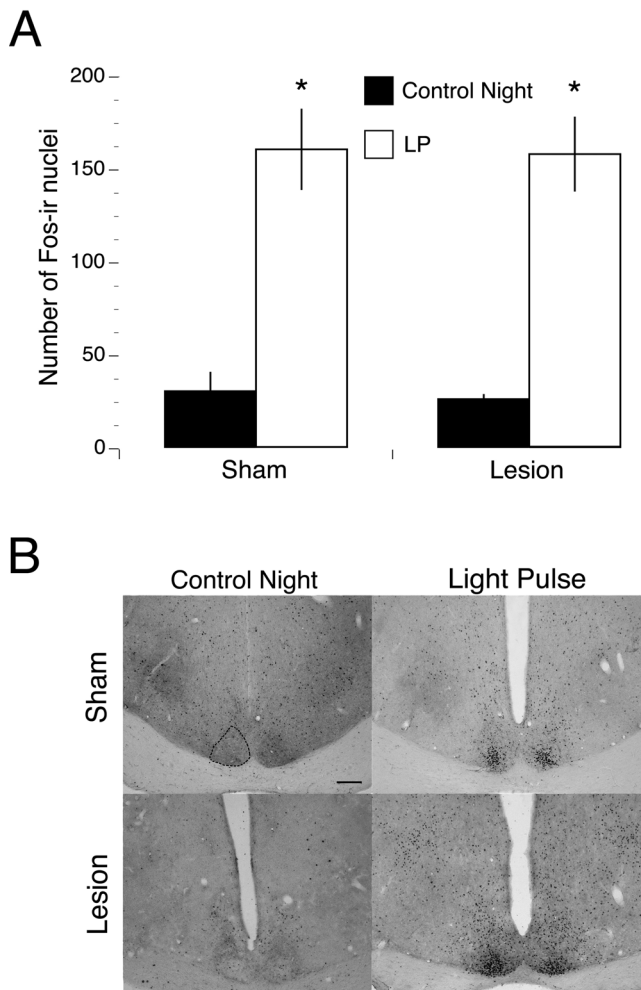 A
Number of Fos-ir nuclei
200
150
100
50
0
*
*
Control Night
LP
Sham
Lesion
B
Control Night
Light Pulse
Sham
Lesion